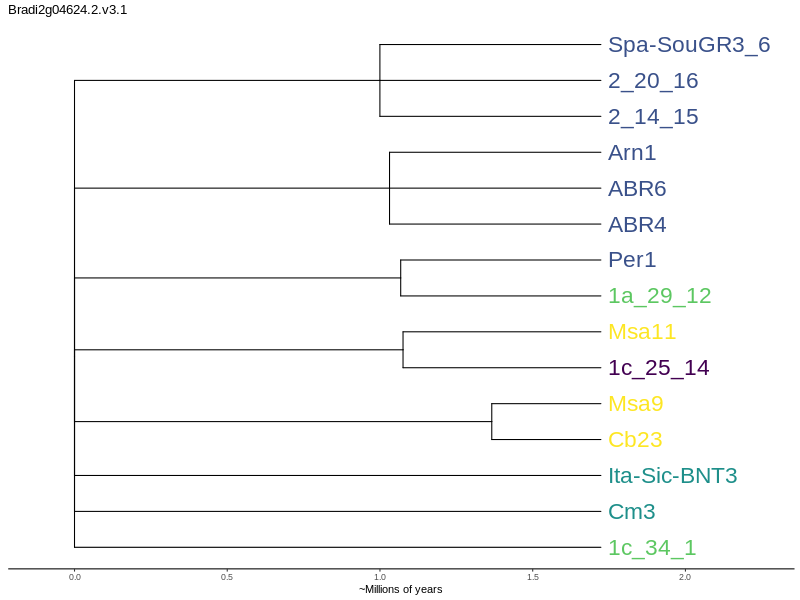 Bradi2g04624.2.v3.1
Spa-SouGR3_6
2_20_16
2_14_15
Arn1
ABR6
ABR4
Per1
1a_29_12
Msa11
1c_25_14
Msa9
Cb23
Ita-Sic-BNT3
Cm3
1c_34_1
0.0 0.5 1.0 1.5 2.0
~Millions of years